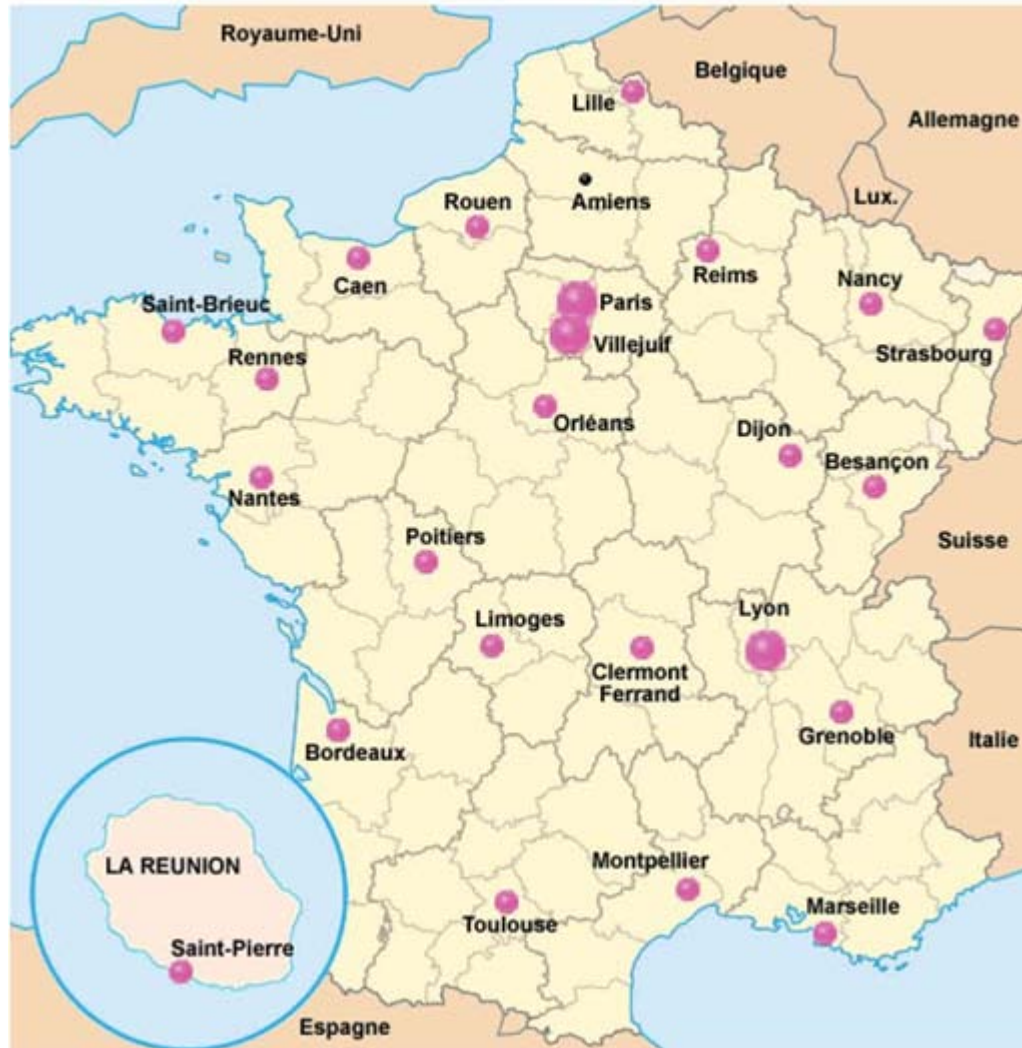 Royaume-Uni
Belgique
Lille
Allemagne
Amiens
Lux.
Rouen
Reims
Nancy
Caen
Saint-Brieuc
Paris
Villejuif
Strasbourg
Rennes
Orléans
Dijon
Besançon
Nantes
Poitiers
Suisse
Limoges
Lyon
Clermont
Ferrand
Grenoble
Italie
Bordeaux
Montpellier
LA REUNION
Marseille
Toulouse
Saint-Pierre
Espagne